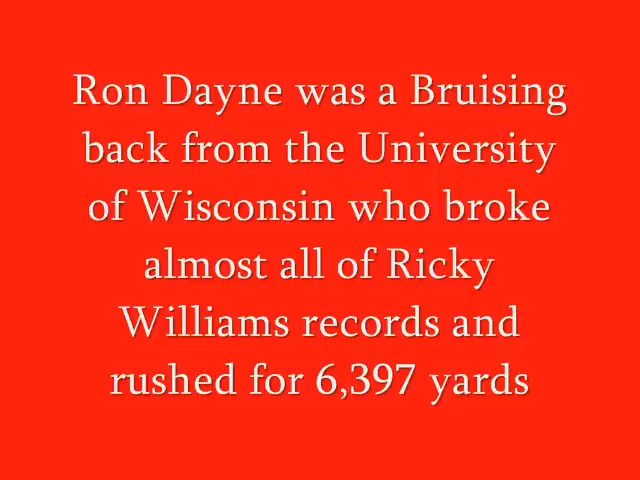 Ron Dayne was a Bruising
back from the University
of Wisconsin who broke
almost all of Ricky
Williams records and
rushed for 6,397 yards